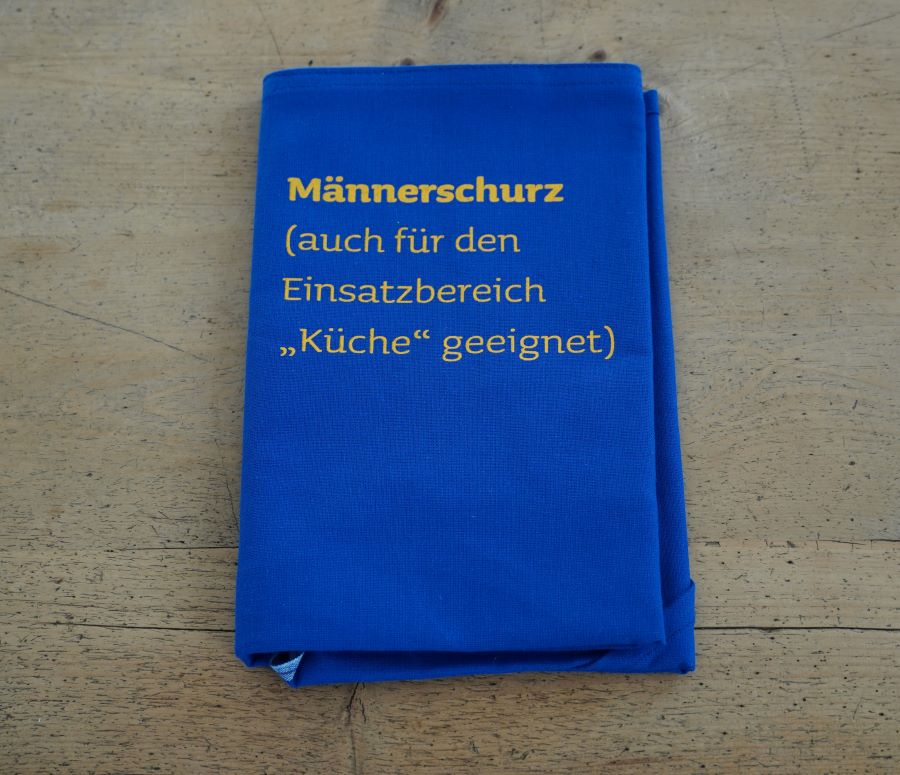 Männerschurz
(auch für den
Einsatzbereich
„Küche“ geeignet)